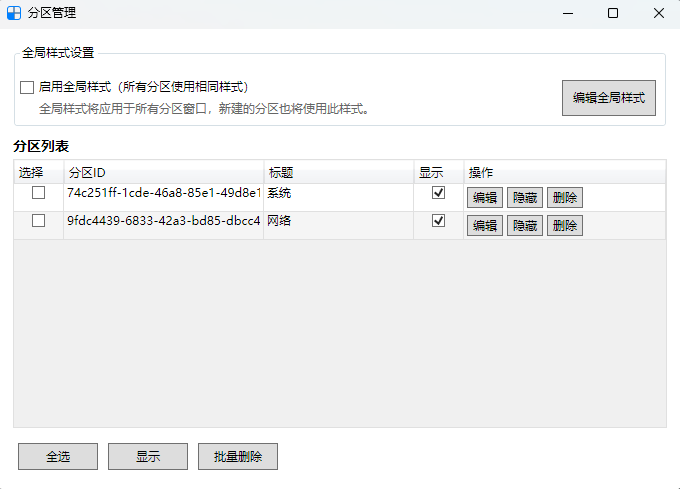 分区管理
全局样式设置
启用全局样式（所有分区使用相同样式）
编辑全局样式
全局样式将应用于所有分区窗口，新建的分区也将使用此样式。
分区列表
选择 分区ID 标题 显示 操作
74c251ff-1cde-46a8-85e1-49d8e1 系统 编辑 隐藏 删除
9fdc4439-6833-42a3-bd85-dbcc4 网络 编辑 隐藏 删除
全选 显示 批量删除